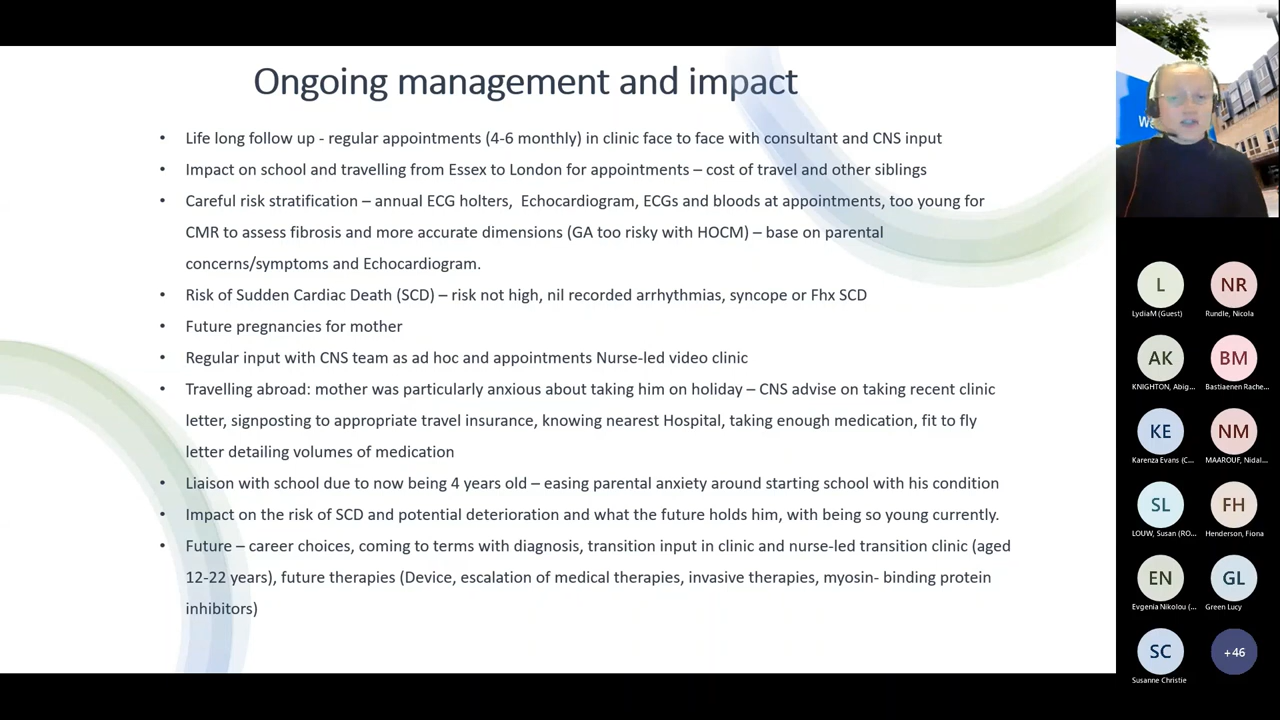 Ongoing management and impact
• Life long follow up - regular appointments (4-6 monthly) in clinic face to face with consultant and CNS input
• Impact on school and travelling from Essex to London for appointments – cost of travel and other siblings
• Careful risk stratification – annual ECG holters, Echocardiogram, ECGs and bloods at appointments, too young for
CMR to assess fibrosis and more accurate dimensions (GA too risky with HOCM) – base on parental
concerns/symptoms and Echocardiogram.
• Risk of Sudden Cardiac Death (SCD) – risk not high, nil recorded arrhythmias, syncope or Fhx SCD
• Future pregnancies for mother
• Regular input with CNS team as ad hoc and appointments Nurse-led video clinic
• Travelling abroad: mother was particularly anxious about taking him on holiday – CNS advise on taking recent clinic
letter, signposting to appropriate travel insurance, knowing nearest Hospital, taking enough medication, fit to fly
letter detailing volumes of medication
• Liaison with school due to now being 4 years old – easing parental anxiety around starting school with his condition
• Impact on the risk of SCD and potential deterioration and what the future holds him, with being so young currently.
• Future – career choices, coming to terms with diagnosis, transition input in clinic and nurse-led transition clinic (aged
12-22 years), future therapies (Device, escalation of medical therapies, invasive therapies, myosin- binding protein
inhibitors)
We
L
LydiaM (Guest)
NR
Rundle, Nicola
AK
KNIGHTON, Abig...
BM
Bastiaenen Rache...
KE
Karenza Evans (C...
NM
MAAROUF, Nidal...
SL
LOUW, Susan (RO...
FH
Henderson, Fiona
EN
Evgenia Nikolou (...
GL
Green Lucy
SC
Susanne Christie
+46